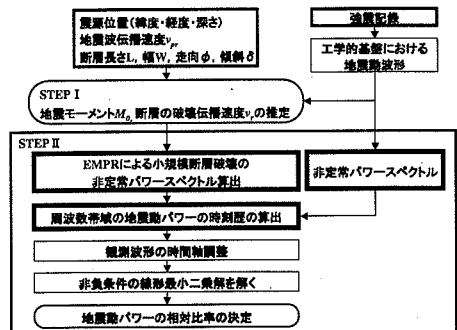 震源位置(緯度・経度・深さ)
地震波伝播速度vpr
断層長さL, 幅W, 走向φ, 傾斜δ
強震記録
工学的基盤における
地震動波形
STEP I
地震モーメントM0, 断層の破壊伝播速度vrの推定
STEP II
EMPRによる小規模断層破壊の
非定常パワースペクトル算出
非定常パワースペクトル
周波数帯域の地震動パワーの時刻歴の算出
観測波形の時間軸調整
非負条件の線形最小二乗解を解く
地震動パワーの相対比率の決定